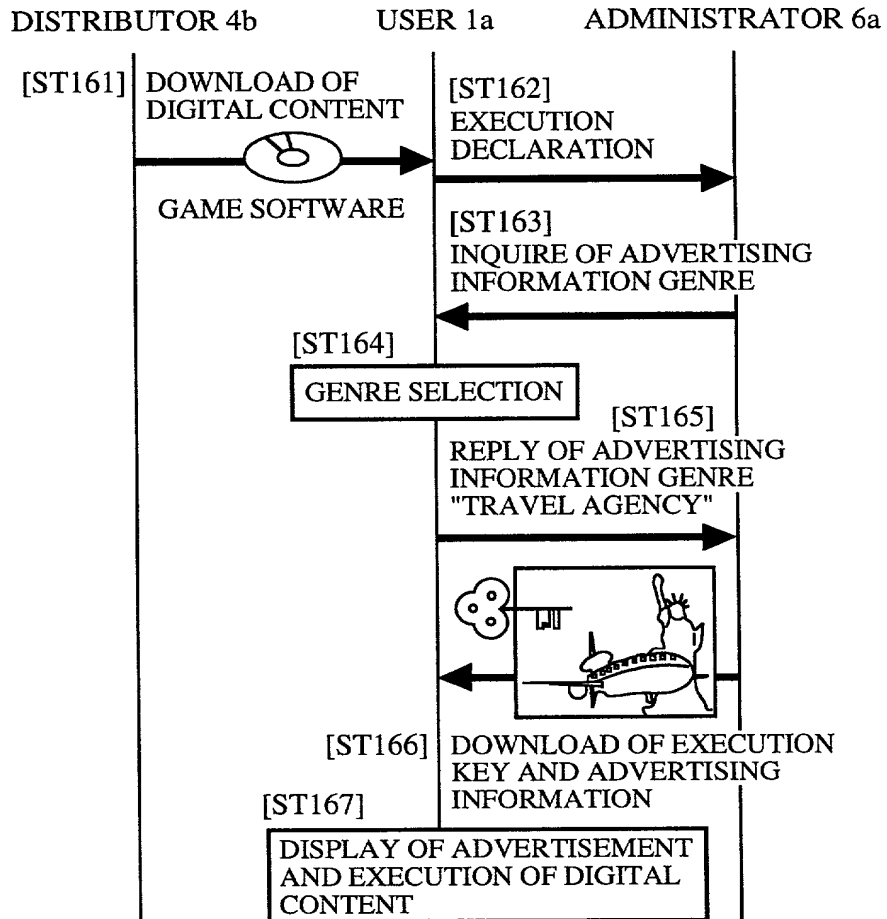 DISTRIBUTOR 4b
USER 1a
ADMINISTRATOR 6a
[ST161]
DOWNLOAD OF
DIGITAL CONTENT
GAME SOFTWARE
[ST162]
EXECUTION
DECLARATION
[ST163]
INQUIRE OF ADVERTISING
INFORMATION GENRE
[ST164]
GENRE SELECTION
[ST165]
REPLY OF ADVERTISING
INFORMATION GENRE
"TRAVEL AGENCY"
[ST166]
DOWNLOAD OF EXECUTION
KEY AND ADVERTISING
INFORMATION
[ST167]
DISPLAY OF ADVERTISEMENT
AND EXECUTION OF DIGITAL
CONTENT